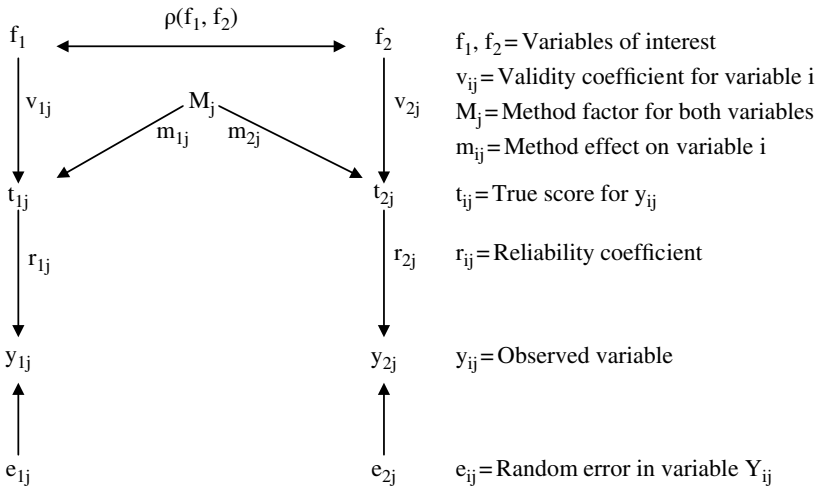 ρ(f₁, f₂)
f₁ f₂ f₁, f₂ = Variables of interest
v₁ⱼ v₂ⱼ vᵢⱼ = Validity coefficient for variable i
Mⱼ Mⱼ = Method factor for both variables
m₁ⱼ m₂ⱼ mᵢⱼ = Method effect on variable i
t₁ⱼ t₂ⱼ tᵢⱼ = True score for yᵢⱼ
r₁ⱼ r₂ⱼ rᵢⱼ = Reliability coefficient
y₁ⱼ y₂ⱼ yᵢⱼ = Observed variable
e₁ⱼ e₂ⱼ eᵢⱼ = Random error in variable Yᵢⱼ